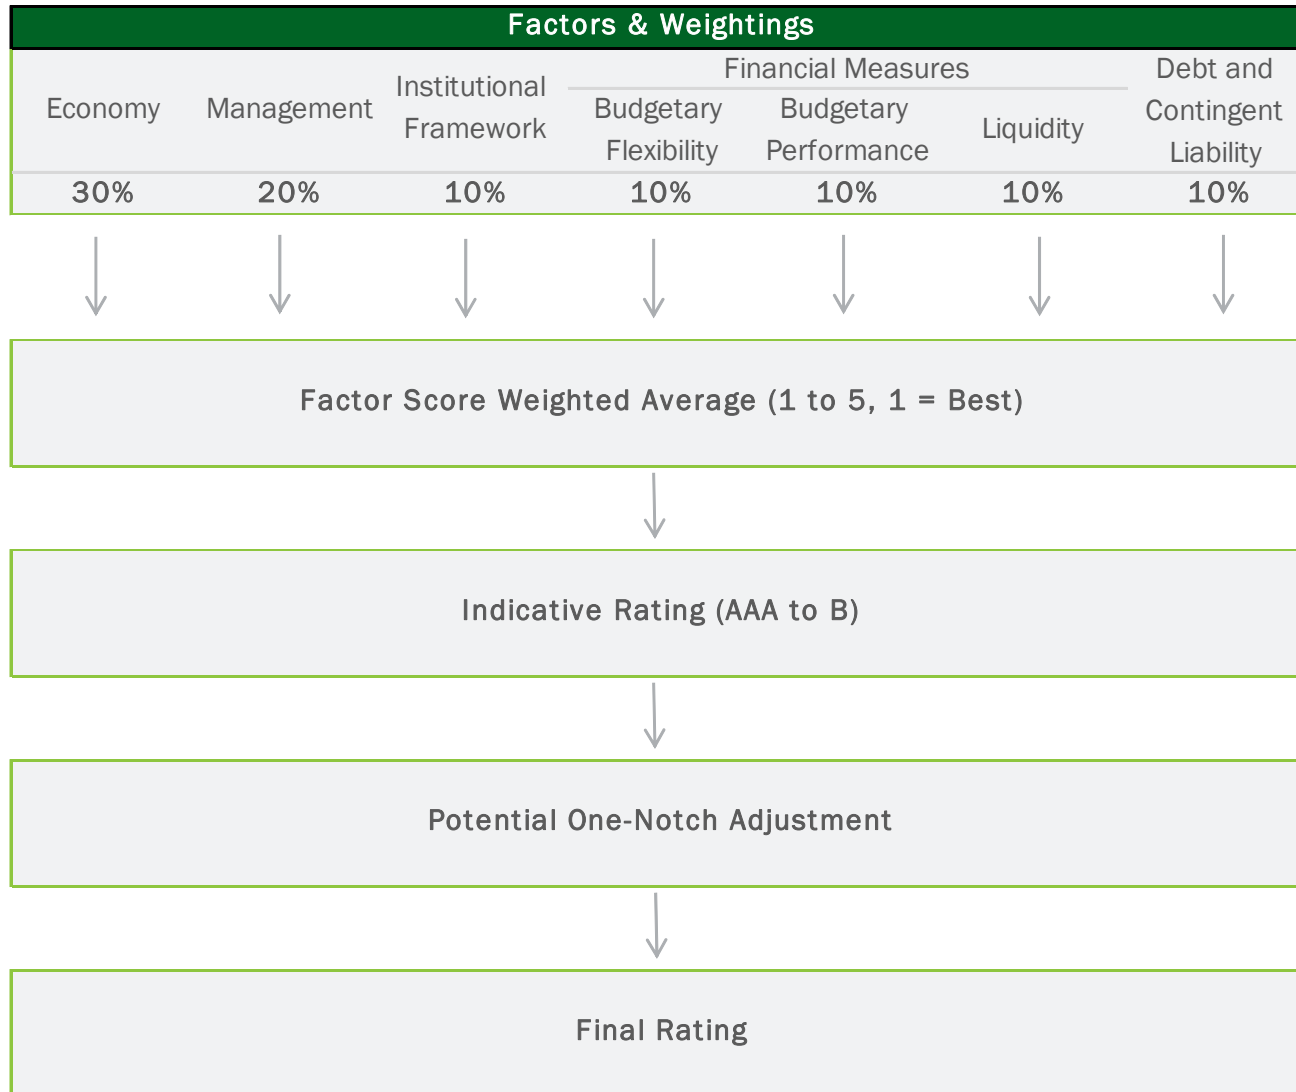 Factors & Weightings
Economy
Management
Institutional
Framework
Financial Measures
Budgetary
Flexibility
Budgetary
Performance
Liquidity
Debt and
Contingent
Liability
30%
20%
10%
10%
10%
10%
10%
Factor Score Weighted Average (1 to 5, 1 = Best)
Indicative Rating (AAA to B)
Potential One-Notch Adjustment
Final Rating